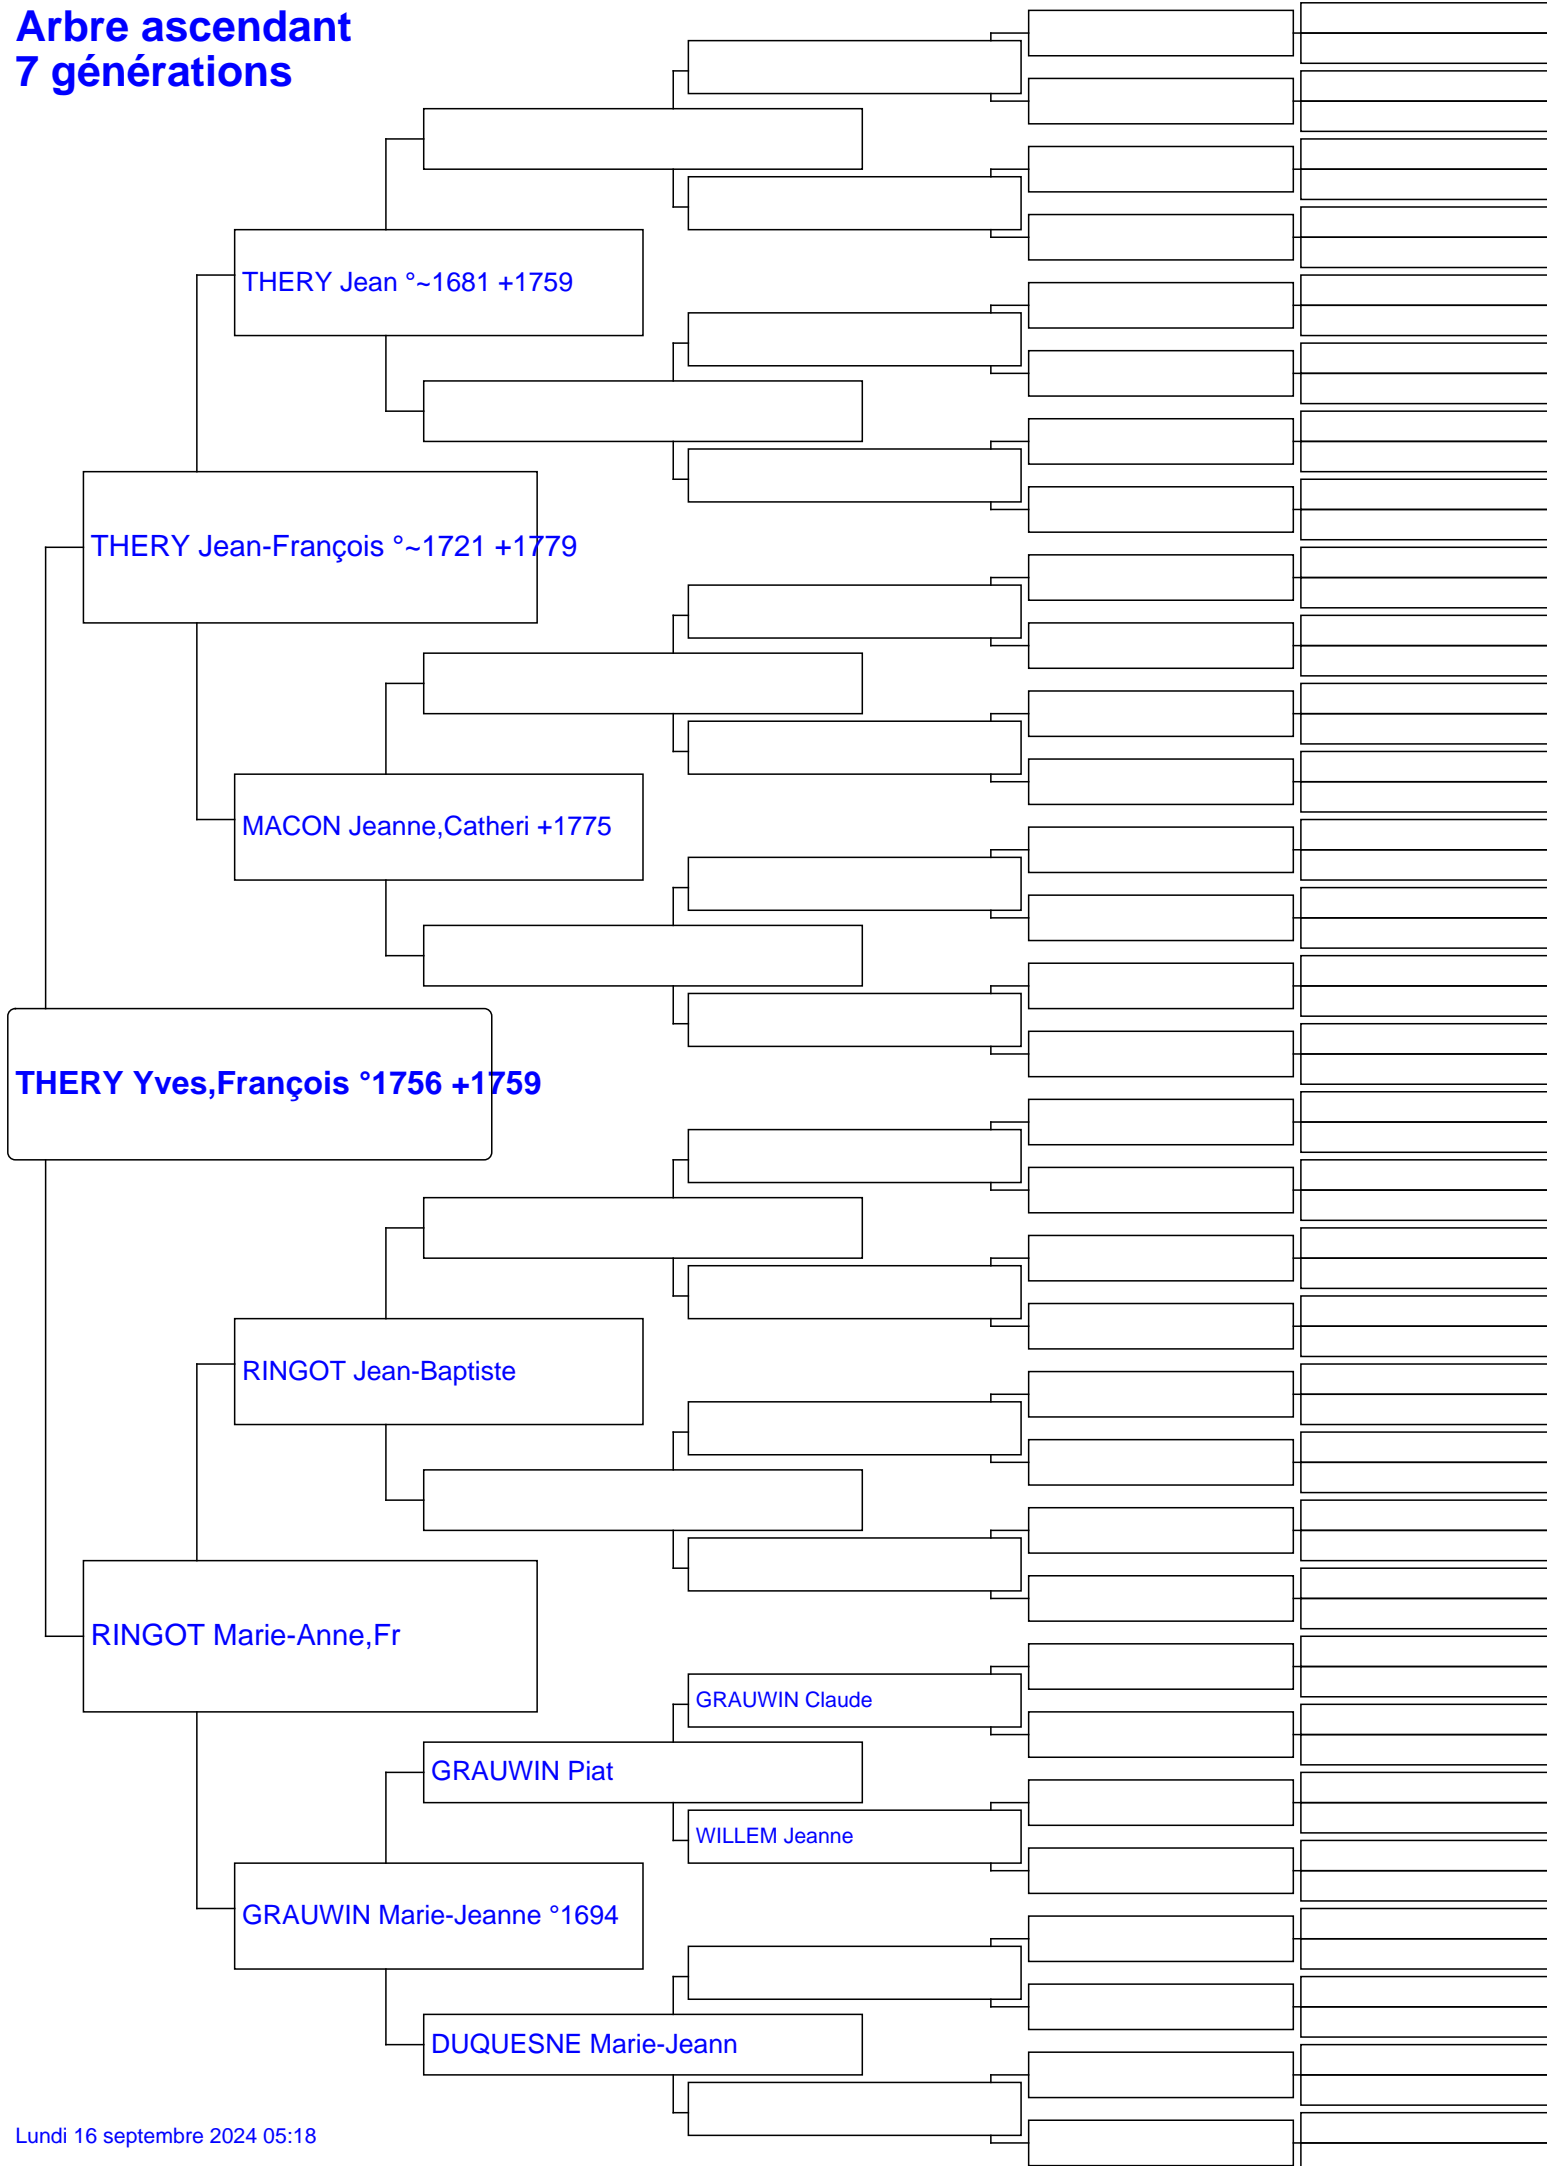 Arbre ascendant
7 générations
THERY Jean °~1681 +1759
THERY Jean-François °~1721 +1779
MACON Jeanne,Catheri +1775
THERY Yves,François °1756 +1759
RINGOT Jean-Baptiste
RINGOT Marie-Anne,Fr
GRAUWIN Claude
GRAUWIN Piat
WILLEM Jeanne
GRAUWIN Marie-Jeanne °1694
DUQUESNE Marie-Jeann
Lundi 16 septembre 2024 05:18